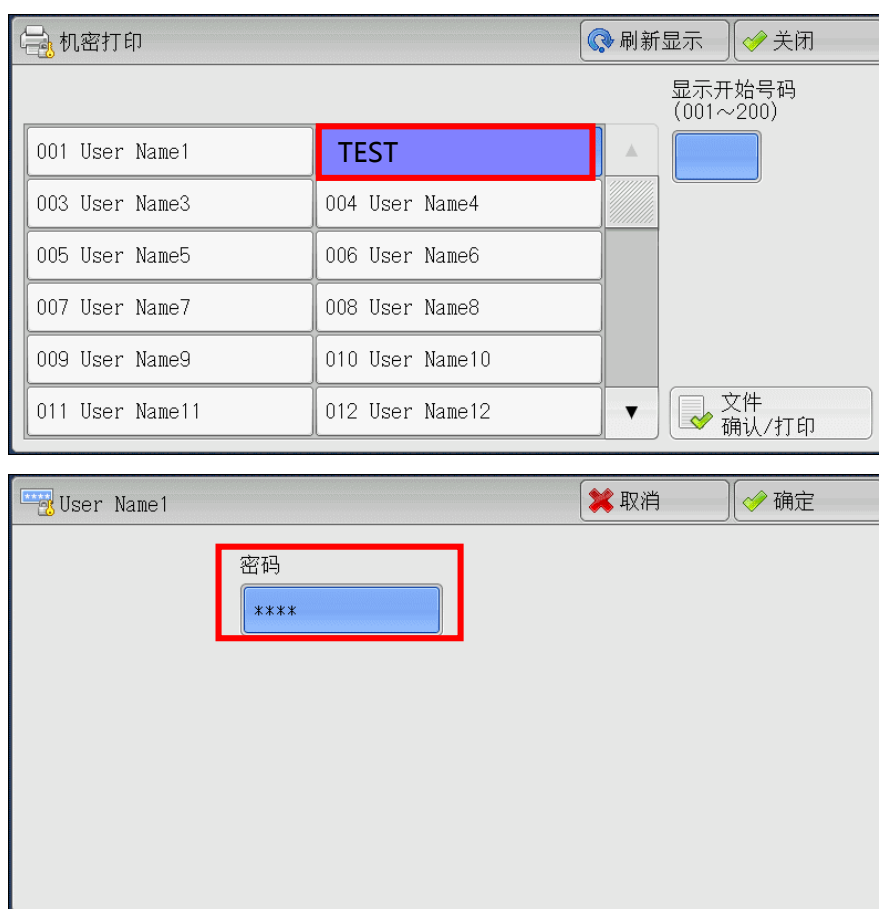 机密打印
刷新显示
关闭
显示开始号码
(001～200)
001 User Name1
TEST
003 User Name3
004 User Name4
005 User Name5
006 User Name6
007 User Name7
008 User Name8
009 User Name9
010 User Name10
011 User Name11
012 User Name12
文件
确认/打印
User Name1
取消
确定
密码
****